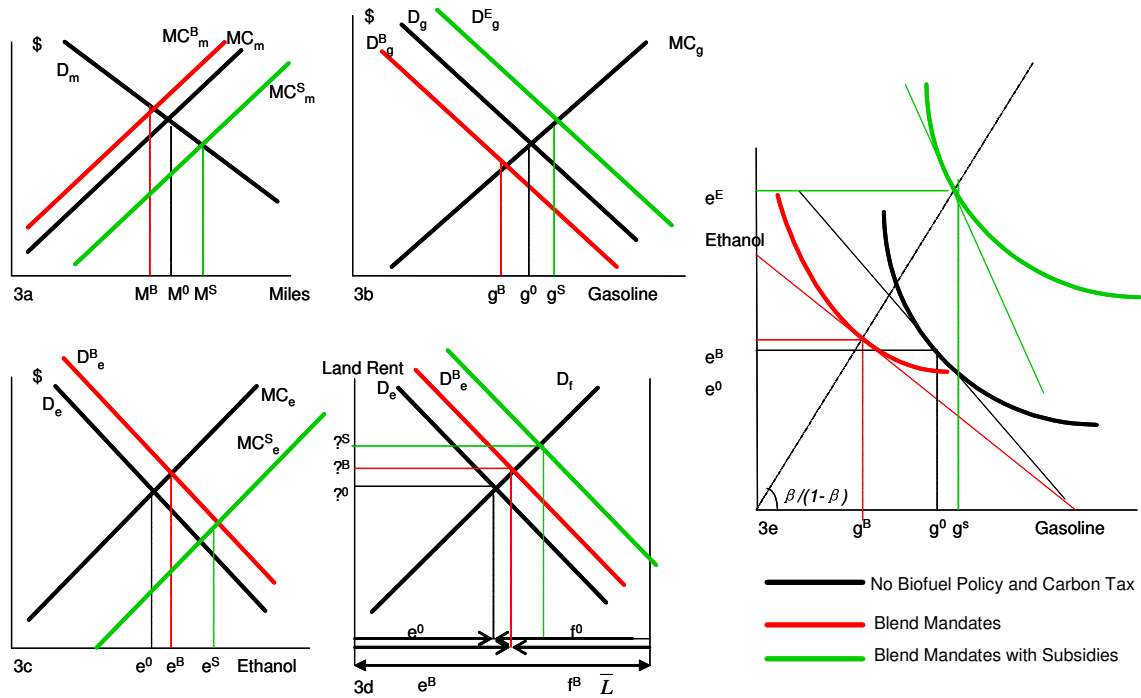 $
MC^B_m
MC_m
D_m
MC^S_m
3a
M^B
M^0
M^S
Miles
$
D_g
D^E_g
D^B_g
MC_g
3b
g^B
g^0
g^S
Gasoline
$
D^B_e
D_e
MC_e
MC^S_e
3c
e^0
e^B
e^S
Ethanol
Land Rent
D_e
D^B_e
D_f
?^S
?^B
?^0
e^0
f^0
3d
e^B
f^B
L̅
e^E
Ethanol
e^B
e^0
β/(1-β)
3e
g^B
g^0
g^s
Gasoline
No Biofuel Policy and Carbon Tax
Blend Mandates
Blend Mandates with Subsidies